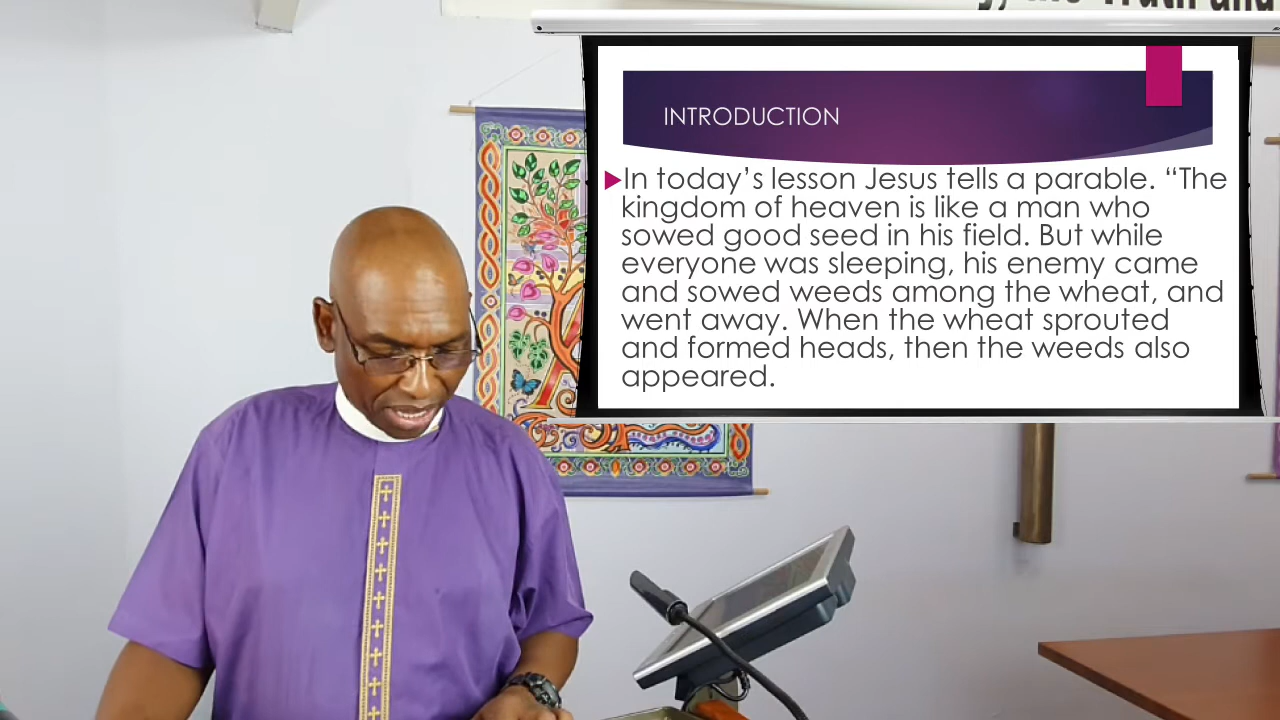 Truth and
INTRODUCTION
In today’s lesson Jesus tells a parable. “The
kingdom of heaven is like a man who
sowed good seed in his field. But while
everyone was sleeping, his enemy came
and sowed weeds among the wheat, and
went away. When the wheat sprouted
and formed heads, then the weeds also
appeared.